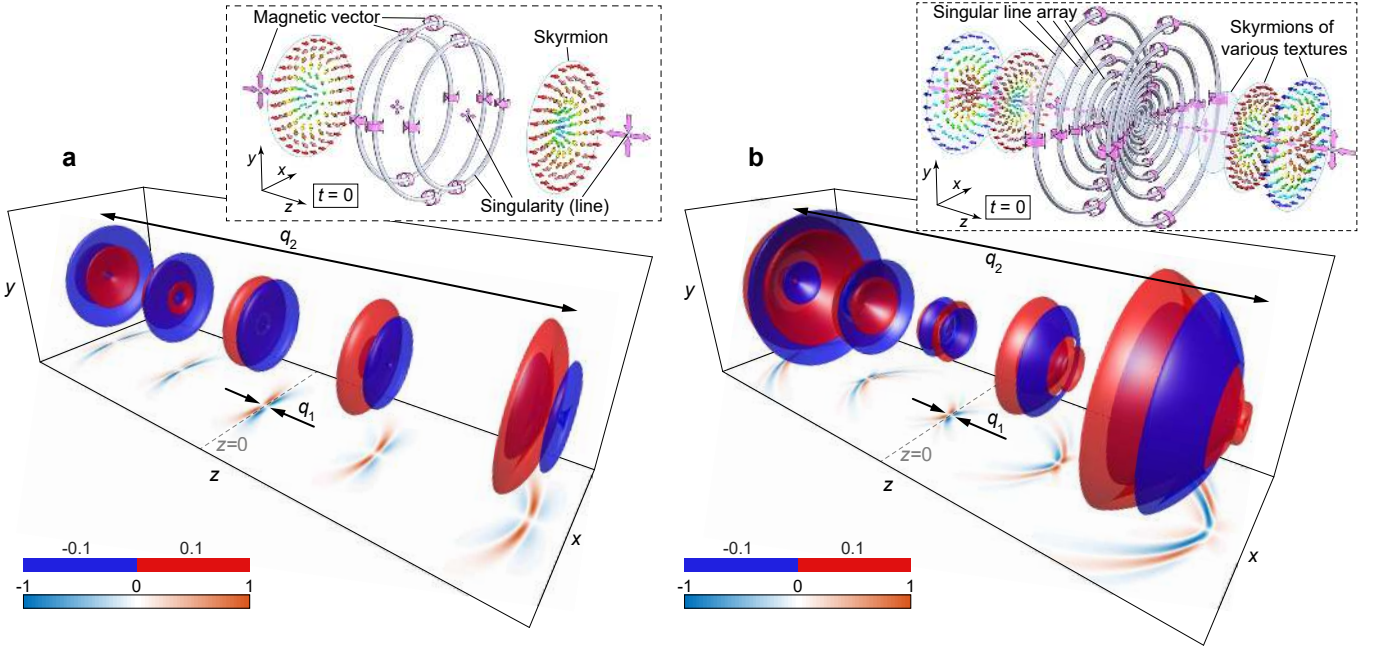 Magnetic vector
Skyrmion
y
x
z
t = 0
Singularity (line)
a
q2
y
q1
z=0
z
x
-0.1 0.1
-1 0 1
Singular line array
Skyrmions of
various textures
y
x
z
t = 0
b
q2
y
q1
z=0
z
x
-0.1 0.1
-1 0 1